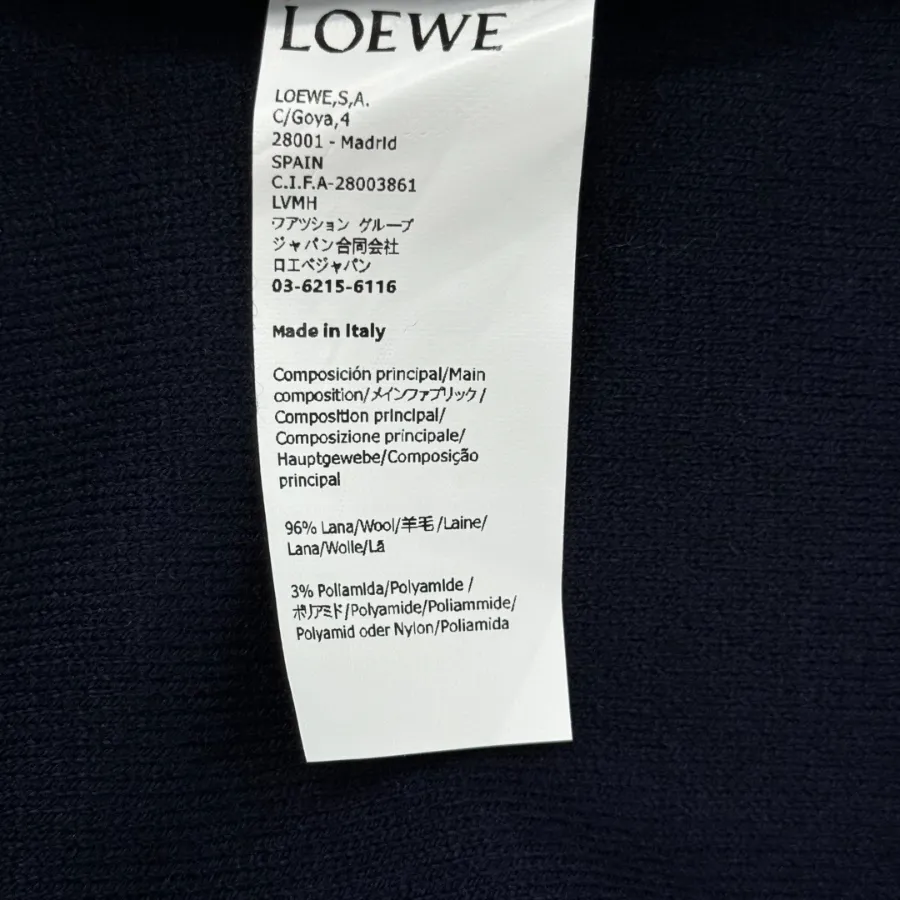 LOEWE
LOEWE,S,A.
C/Goya,4
28001 - Madrid
SPAIN
C.I.F.A-28003861
LVMH
ワアツション グループ
ジャパン合同会社
ロエベジャパン
03-6215-6116
Made in Italy
Composición principal/Main
composition/メインファブリック/
Composition principal/
Composizione principale/
Hauptgewebe/Composição
principal
96% Lana/Wool/羊毛/Laine/
Lana/Wolle/Lã
3% Poliamida/Polyamide /
ポリアミド/Polyamide/Poliammide/
Polyamid oder Nylon/Poliamida